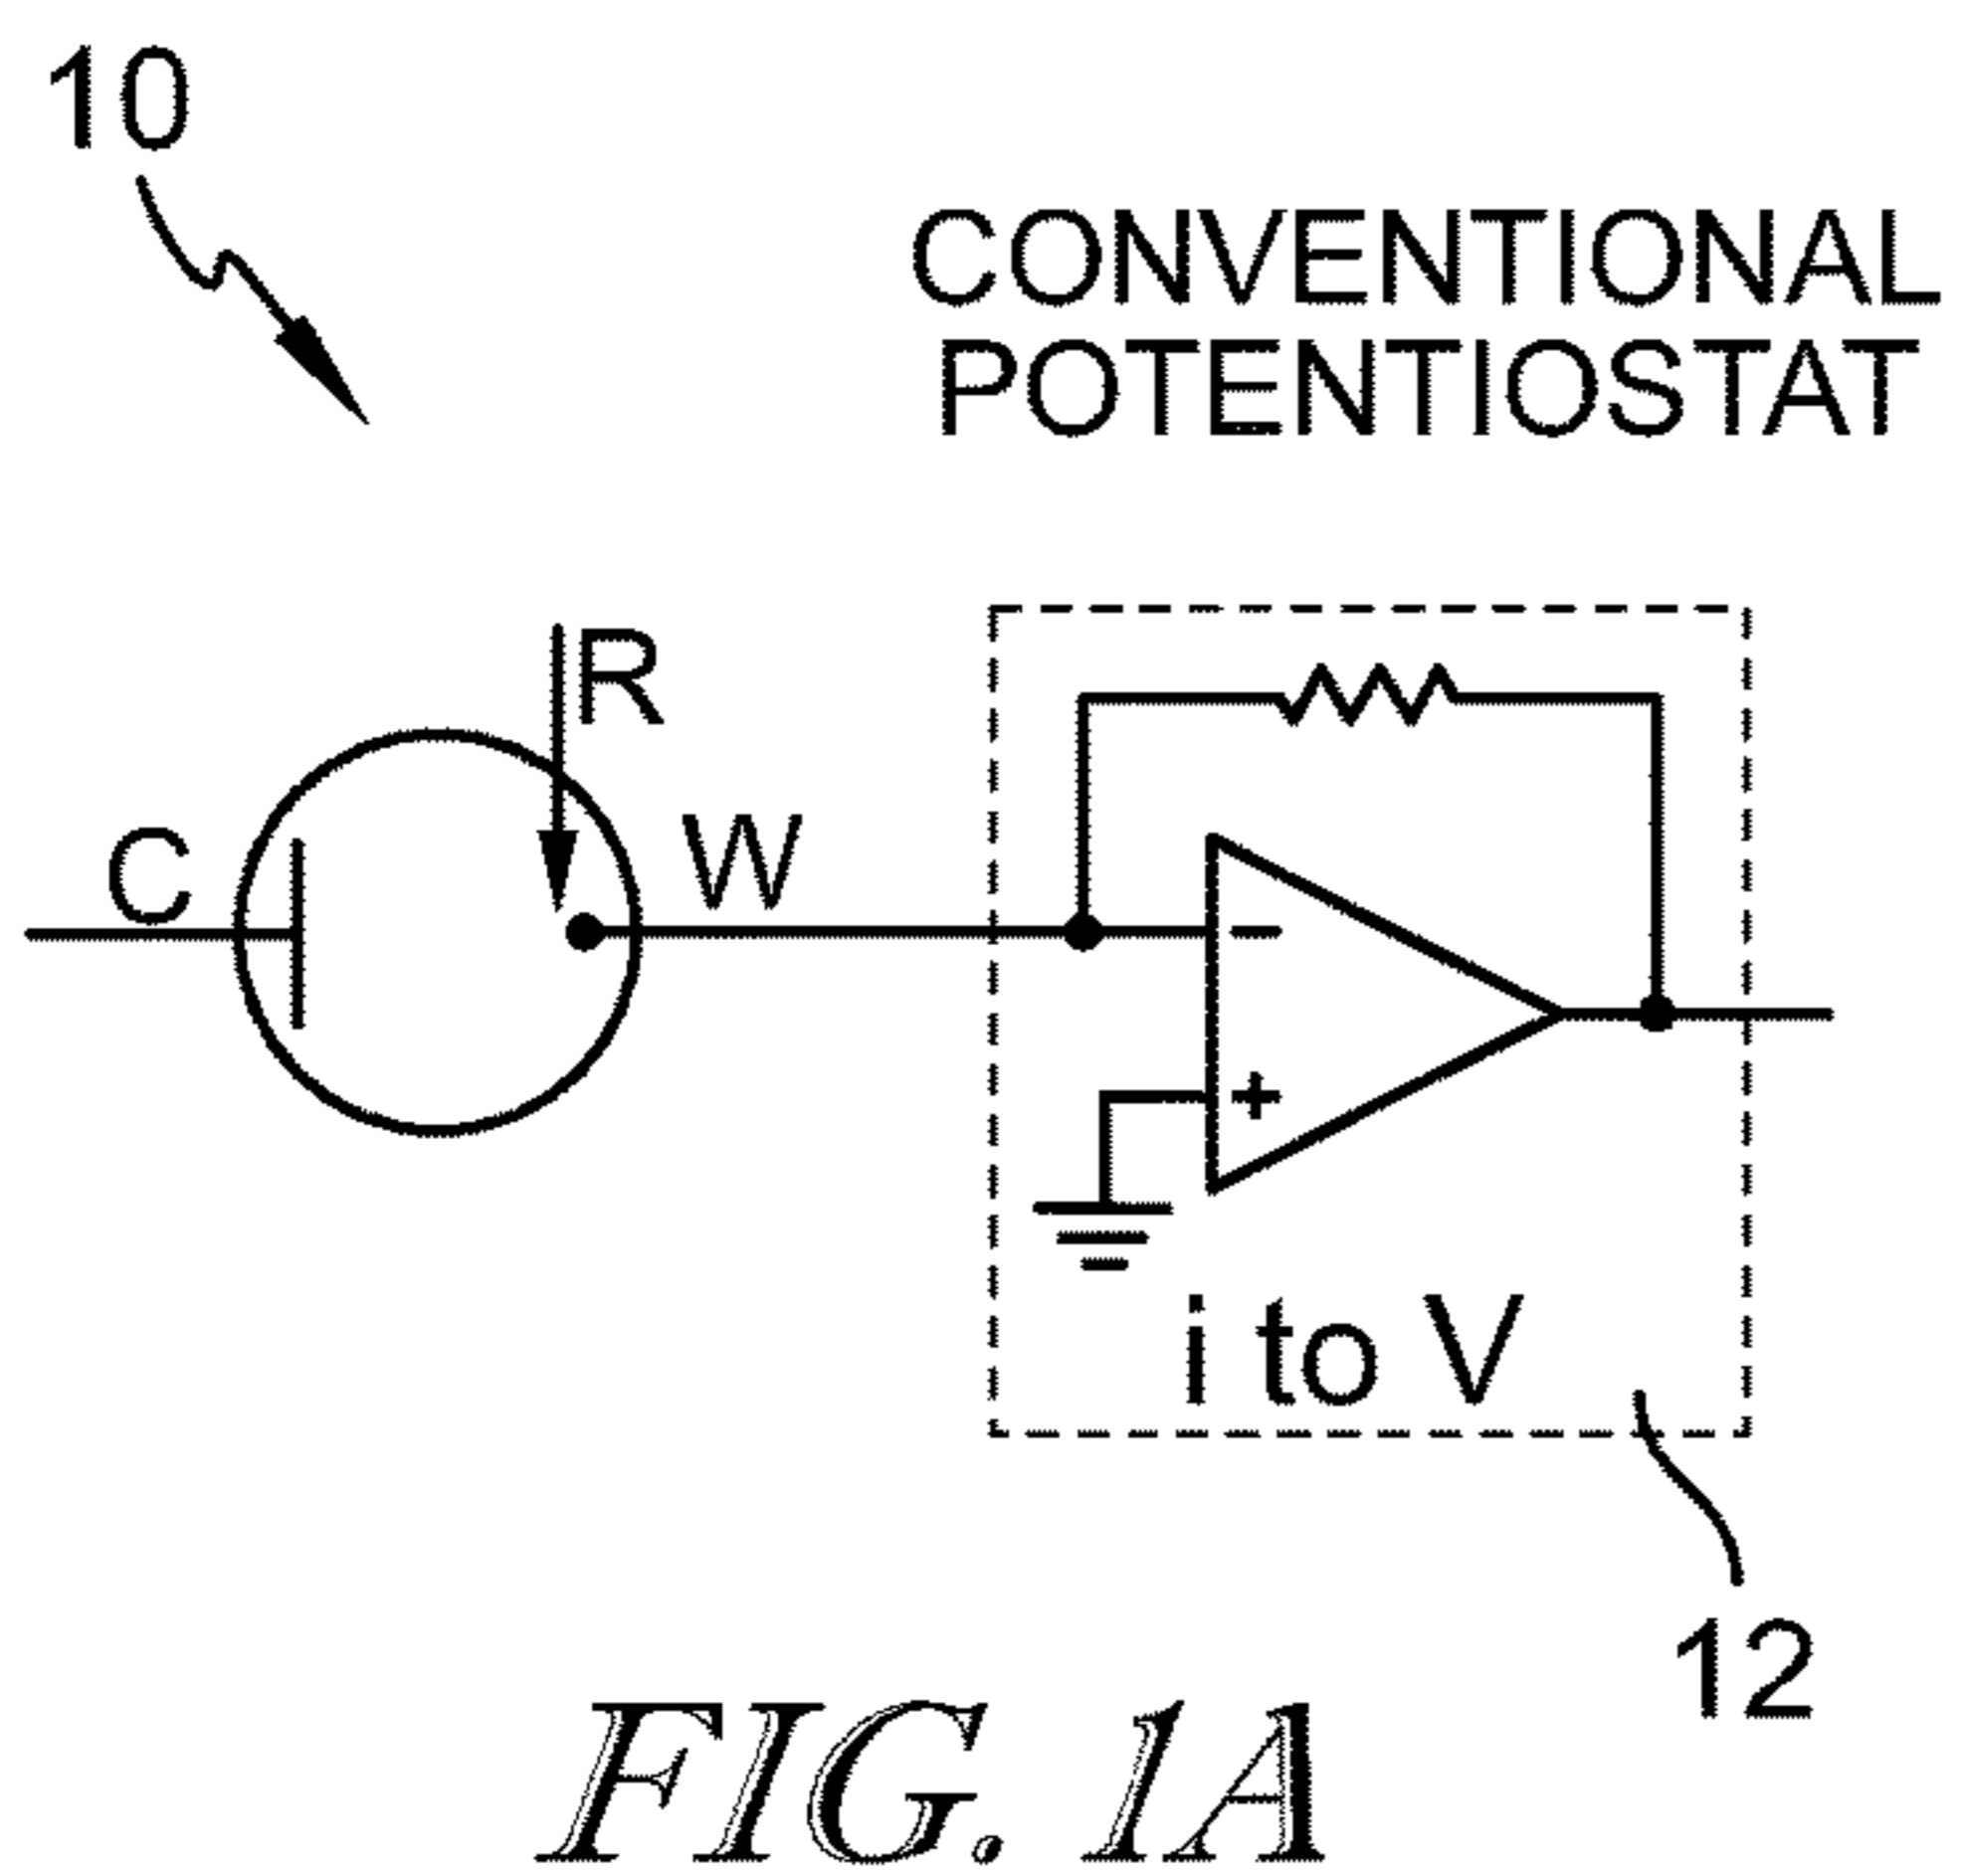 10
CONVENTIONAL
POTENTIOSTAT
R
C
W
−
+
i to V
12
FIG. 1A